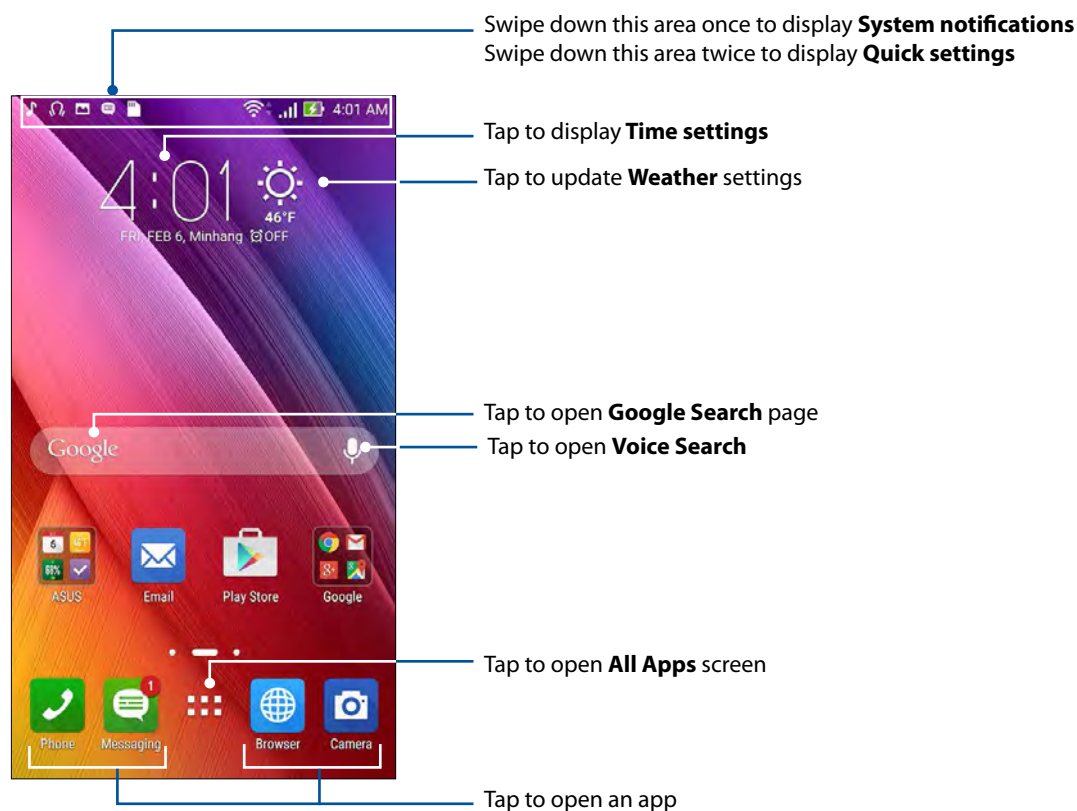 Swipe down this area once to display System notifications
Swipe down this area twice to display Quick settings
4:01 AM
Tap to display Time settings
4:01
Tap to update Weather settings
46°F
FRI, FEB 6, Minhang OFF
Tap to open Google Search page
Google
Tap to open Voice Search
6
68%
8+
ASUS Email Play Store Google
Tap to open All Apps screen
1
Phone Messaging Browser Camera
Tap to open an app